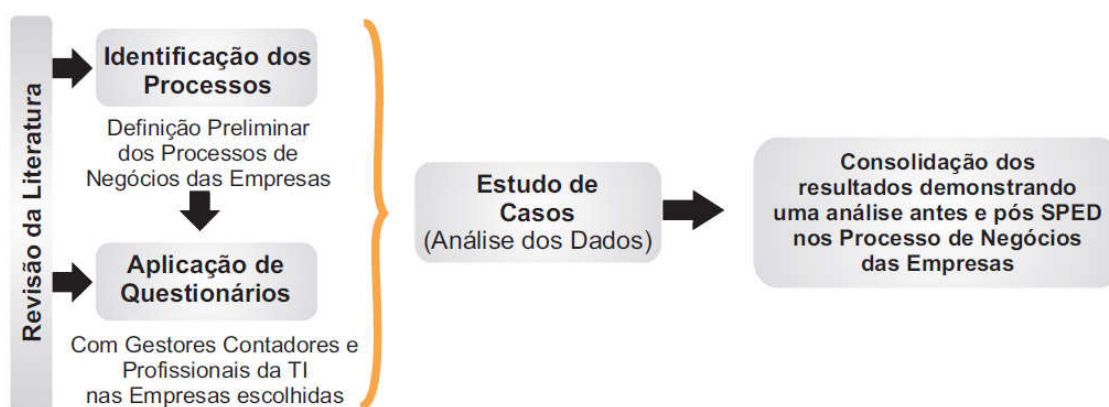 Revisão da Literatura
Identificação dos
Processos
Definição Preliminar
dos Processos de
Negócios das Empresas
Aplicação de
Questionários
Com Gestores Contadores e
Profissionais da TI
nas Empresas escolhidas
Estudo de
Casos
(Análise dos Dados)
Consolidação dos
resultados demonstrando
uma análise antes e pós SPED
nos Processo de Negócios
das Empresas